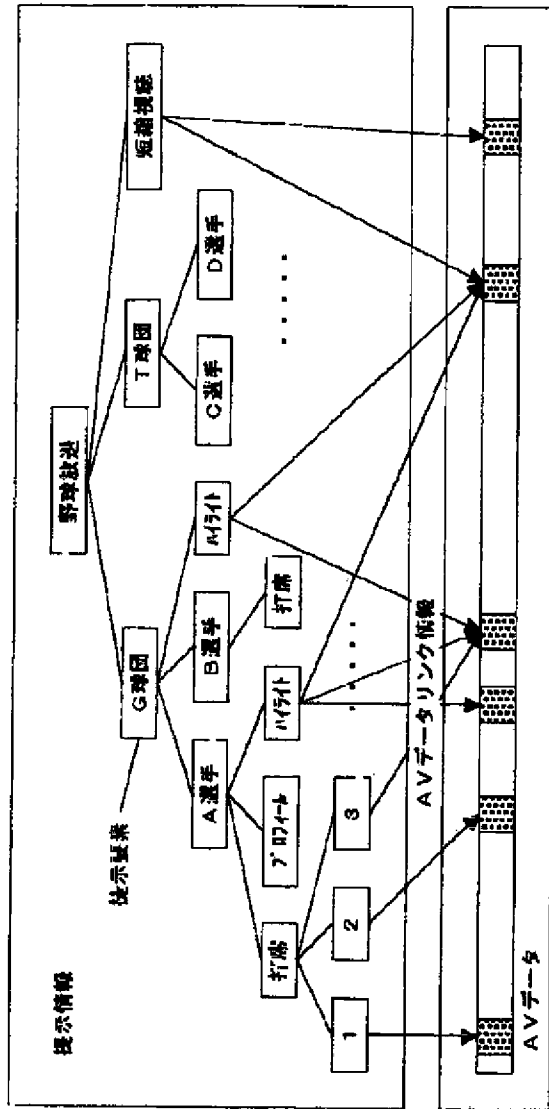 提示情報
提示要素
野球放送
G球団
T球団
短縮視聴
A選手
B選手
ハイライト
C選手
D選手
打席
プロフィール
ハイライト
打席
1
2
3
・・・・・
・・・・・
AVデータリンク情報
AVデータ